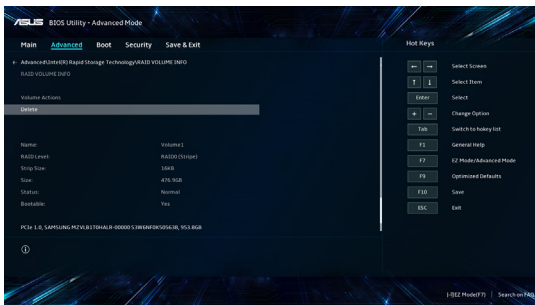 ASUS BIOS Utility - Advanced Mode
Main Advanced Boot Security Save & Exit
Hot Keys
← Advanced\Intel(R) Rapid Storage Technology\RAID VOLUME INFO
RAID VOLUME INFO
Volume Actions
Delete
Name: Volume1
RAID Level: RAID0 (Stripe)
Strip Size: 16KB
Size: 476.9GB
Status: Normal
Bootable: Yes
PCIe 1.0, SAMSUNG MZVLB1T0HALR-00000 S3W6NF0K505638, 953.8GB
← → Select Screen
↑ ↓ Select Item
Enter Select
+ − Change Option
Tab Switch to hokey list
F1 General Help
F7 EZ Mode/Advanced Mode
F9 Optimized Defaults
F10 Save
ESC Exit
EZ Mode(F7) | Search on FAQ